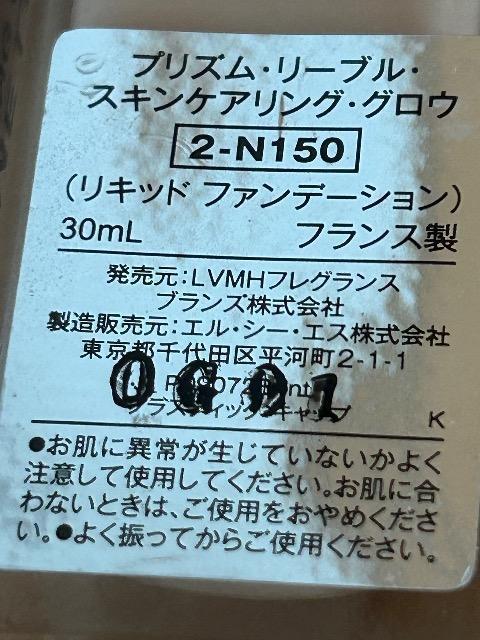 プリズム・リーブル・
スキンケアリング・グロウ
2-N150
(リキッド ファンデーション)
30mL フランス製
発売元:LVMHフレグランス
ブランズ株式会社
製造販売元:エル・シー・エス株式会社
東京都千代田区平河町2-1-1
プラスティックキャップ
K
●お肌に異常が生じていないかよく
注意して使用してください。お肌に合
わないときは、ご使用をおやめくださ
い。●よく振ってからご使用ください。